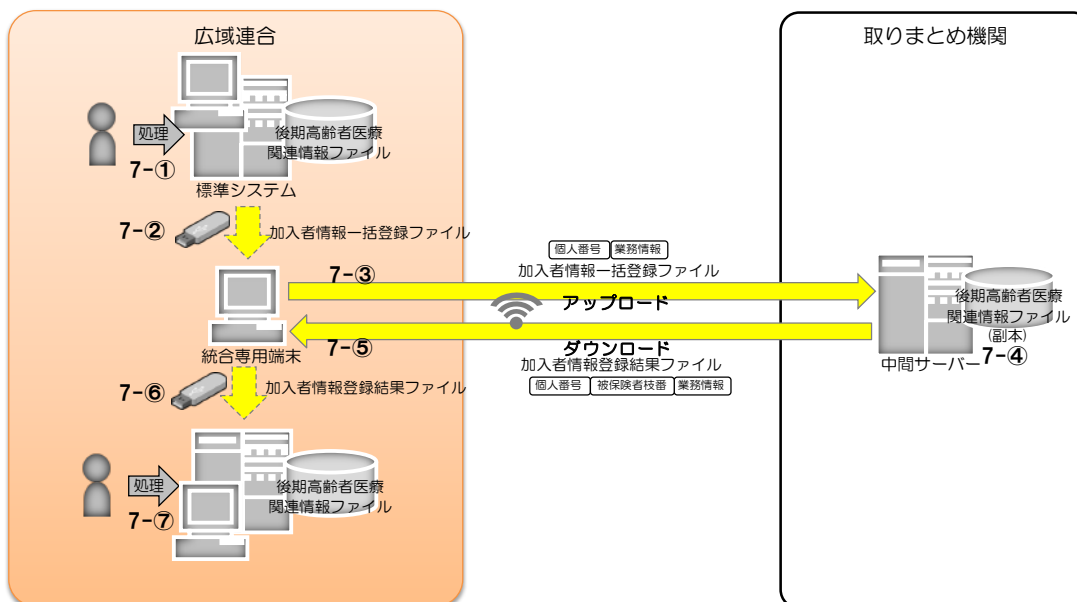 広域連合
取りまとめ機関
処理
7-①
後期高齢者医療
関連情報ファイル
標準システム
7-②
加入者情報一括登録ファイル
7-③
個人番号 業務情報
加入者情報一括登録ファイル
アップロード
後期高齢者医療
関連情報ファイル
(副本)
7-④
中間サーバー
統合専用端末
7-⑤
ダウンロード
加入者情報登録結果ファイル
個人番号 被保険者枝番 業務情報
7-⑥
加入者情報登録結果ファイル
処理
7-⑦
後期高齢者医療
関連情報ファイル